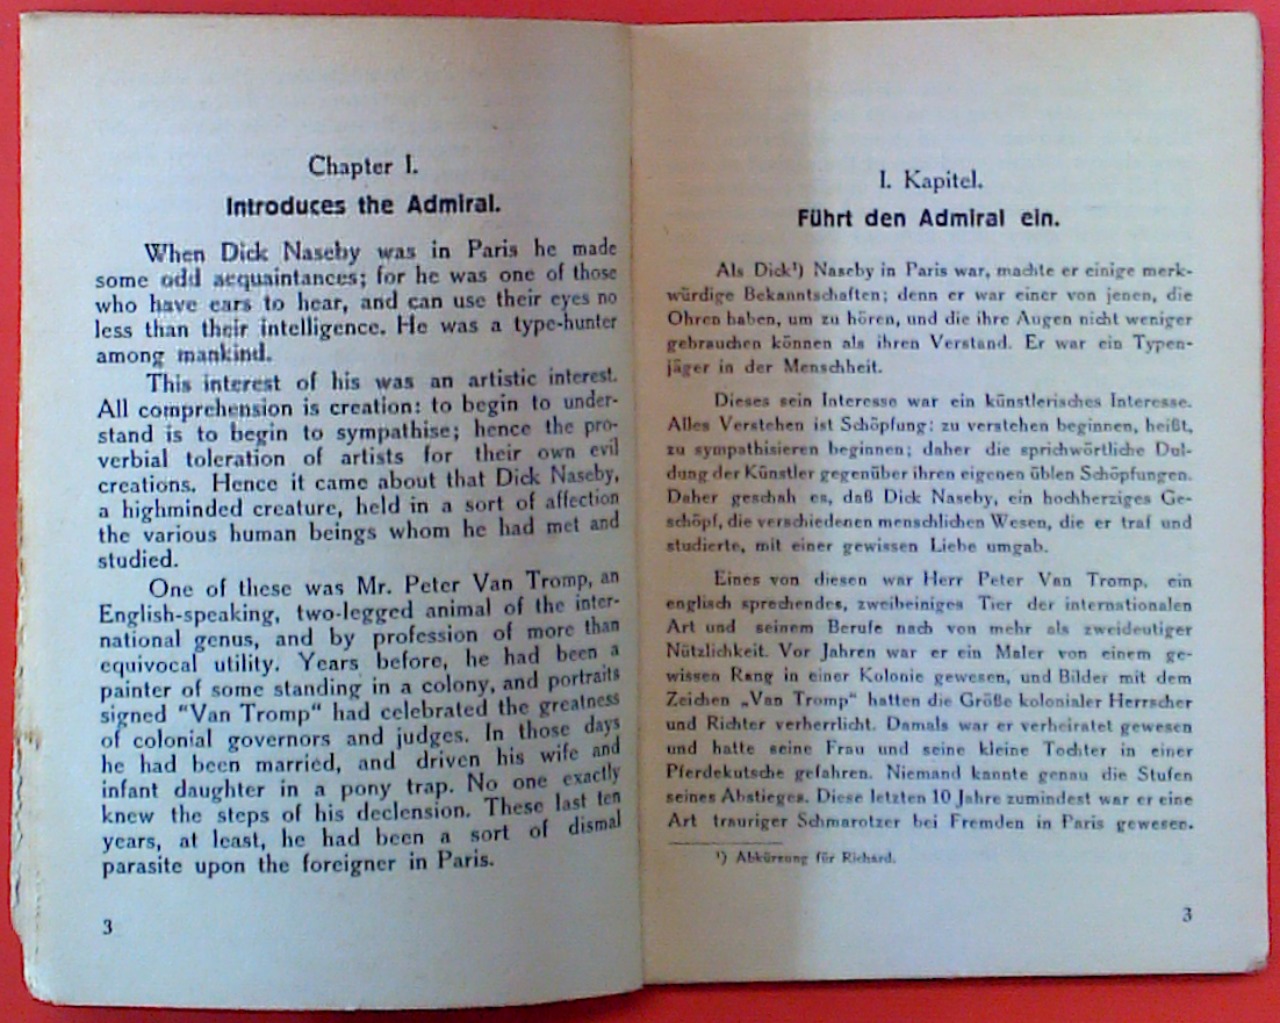 Chapter I.
Introduces the Admiral.
When Dick Naseby was in Paris he made
some odd acquaintances; for he was one of those
who have ears to hear, and can use their eyes no
less than their intelligence. He was a type-hunter
among mankind.
This interest of his was an artistic interest.
All comprehension is creation: to begin to under-
stand is to begin to sympathise; hence the pro-
verbial toleration of artists for their own evil
creations. Hence it came about that Dick Naseby,
a highminded creature, held in a sort of affection
the various human beings whom he had met and
studied.
One of these was Mr. Peter Van Tromp, an
English-speaking, two-legged animal of the inter-
national genus, and by profession of more than
equivocal utility. Years before, he had been a
painter of some standing in a colony, and portraits
signed “Van Tromp“ had celebrated the greatness
of colonial governors and judges. In those days
he had been married, and driven his wife and
infant daughter in a pony trap. No one exactly
knew the steps of his declension. These last ten
years, at least, he had been a sort of dismal
parasite upon the foreigner in Paris.
3
I. Kapitel.
Führt den Admiral ein.
Als Dick¹) Naseby in Paris war, machte er einige merk-
würdige Bekanntschaften; denn er war einer von jenen, die
Ohren haben, um zu hören, und die ihre Augen nicht weniger
gebrauchen können als ihren Verstand. Er war ein Typen-
jäger in der Menschheit.
Dieses sein Interesse war ein künstlerisches Interesse.
Alles Verstehen ist Schöpfung: zu verstehen beginnen, heißt,
zu sympathisieren beginnen; daher die sprichwörtliche Dul-
dung der Künstler gegenüber ihren eigenen üblen Schöpfungen.
Daher geschah es, daß Dick Naseby, ein hochherziges Ge-
schöpf, die verschiedenen menschlichen Wesen, die er traf und
studierte, mit einer gewissen Liebe umgab.
Eines von diesen war Herr Peter Van Tromp, ein
englisch sprechendes, zweibeiniges Tier der internationalen
Art und seinem Berufe nach von mehr als zweideutiger
Nützlichkeit. Vor Jahren war er ein Maler von einem ge-
wissen Rang in einer Kolonie gewesen, und Bilder mit dem
Zeichen „Van Tromp“ hatten die Größe kolonialer Herrscher
und Richter verherrlicht. Damals war er verheiratet gewesen
und hatte seine Frau und seine kleine Tochter in einer
Pferdekutsche gefahren. Niemand kannte genau die Stufen
seines Abstieges. Diese letzten 10 Jahre zumindest war er eine
Art trauriger Schmarotzer bei Fremden in Paris gewesen.
¹) Abkürzung für Richard.
3